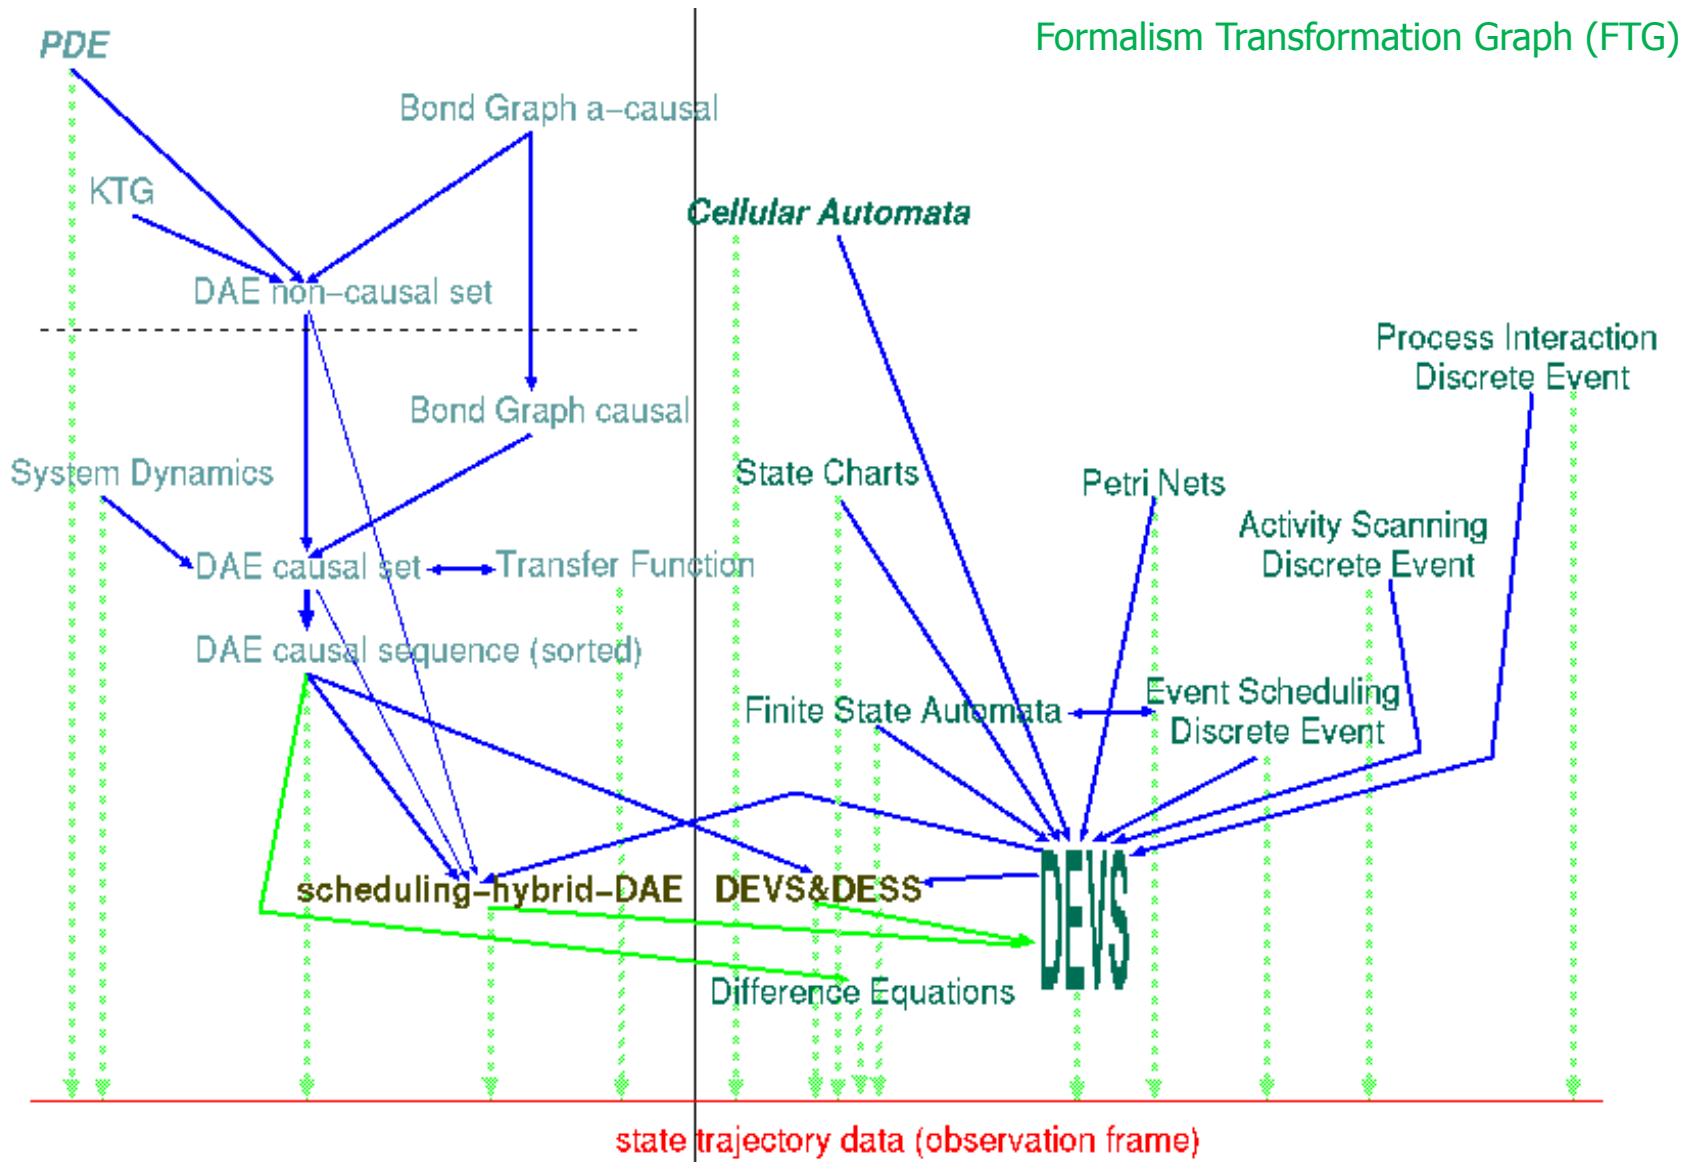 Formalism Transformation Graph (FTG)
PDE
Bond Graph a-causal
KTG
Cellular Automata
DAE non-causal set
Process Interaction
Discrete Event
Bond Graph causal
System Dynamics
State Charts
Petri Nets
Activity Scanning
Discrete Event
DAE causal set
Transfer Function
DAE causal sequence (sorted)
Finite State Automata
Event Scheduling
Discrete Event
scheduling-hybrid-DAE
DEVS&DESS
DEVS
Difference Equations
state trajectory data (observation frame)